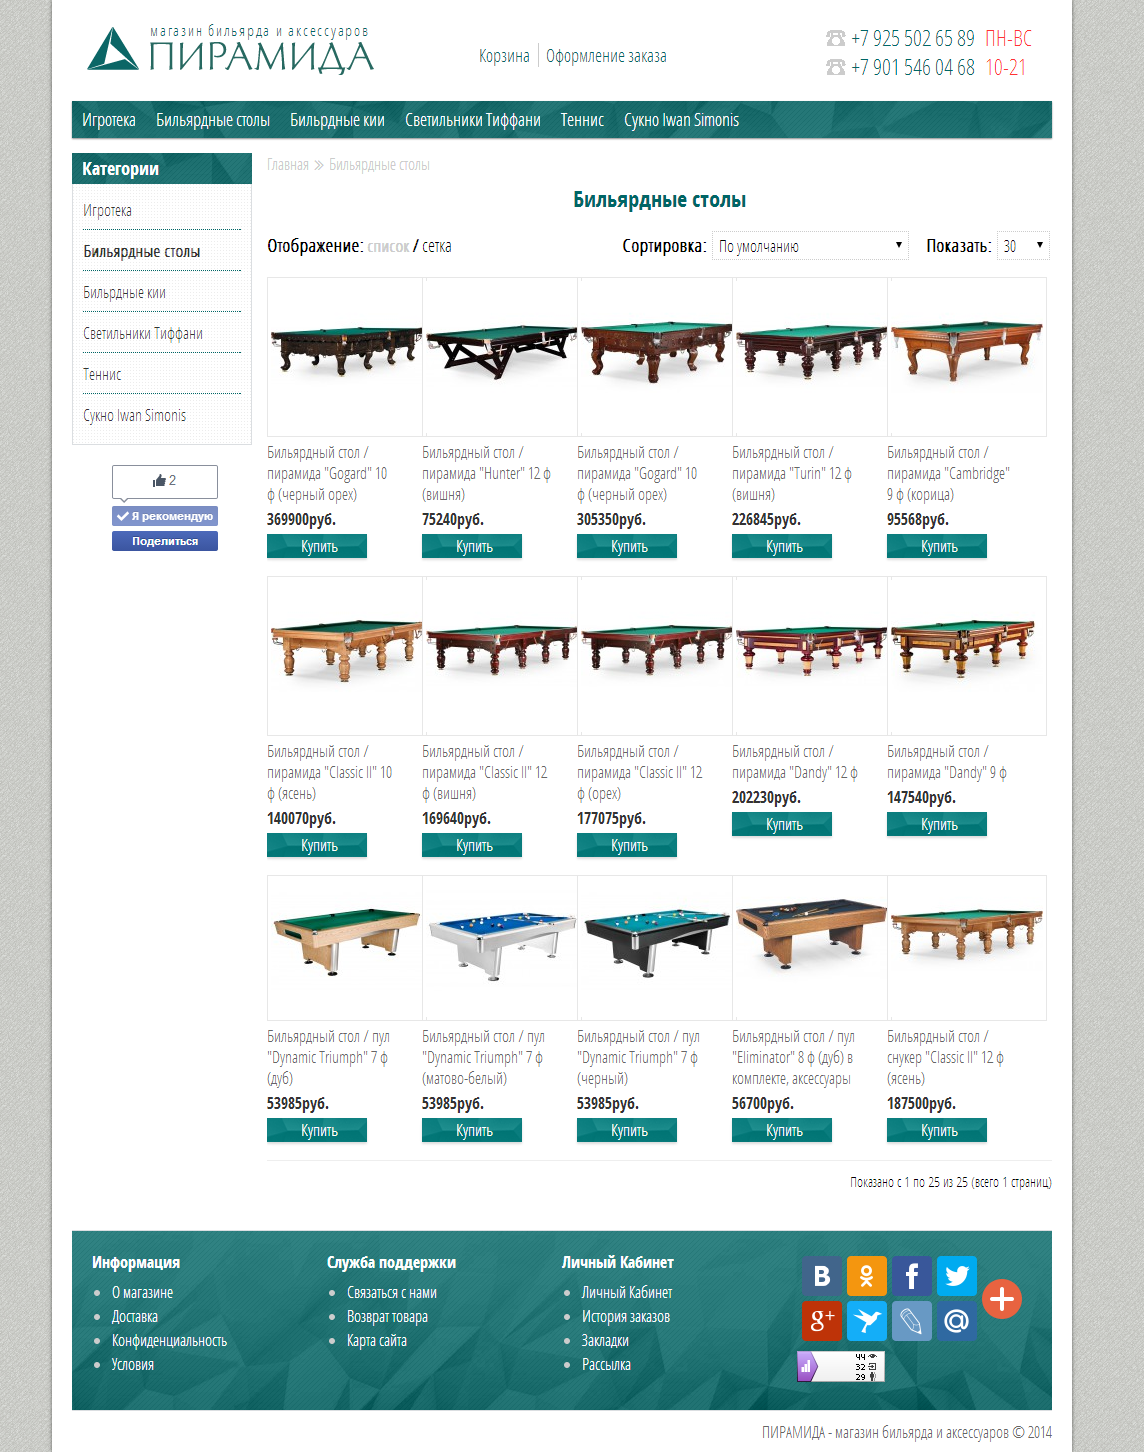 магазин бильярда и аксессуаров
ПИРАМИДА
Корзина
Оформление заказа
+7 925 502 65 89 ПН-ВС
+7 901 546 04 68 10-21
Игротека Бильярдные столы Бильрдные кии Светильники Тиффани Теннис Сукно Iwan Simonis
Категории
Игротека
Бильярдные столы
Бильрдные кии
Светильники Тиффани
Теннис
Сукно Iwan Simonis
2
Я рекомендую
Поделиться
Главная » Бильярдные столы
Бильярдные столы
Отображение: список / сетка
Сортировка: По умолчанию
Показать: 30
Бильярдный стол /
пирамида "Gogard" 10
ф (черный орех)
369900руб.
Купить
Бильярдный стол /
пирамида "Hunter" 12 ф
(вишня)
75240руб.
Купить
Бильярдный стол /
пирамида "Gogard" 10
ф (черный орех)
305350руб.
Купить
Бильярдный стол /
пирамида "Turin" 12 ф
(вишня)
226845руб.
Купить
Бильярдный стол /
пирамида "Cambridge"
9 ф (корица)
95568руб.
Купить
Бильярдный стол /
пирамида "Classic II" 10
ф (ясень)
140070руб.
Купить
Бильярдный стол /
пирамида "Classic II" 12
ф (вишня)
169640руб.
Купить
Бильярдный стол /
пирамида "Classic II" 12
ф (орех)
177075руб.
Купить
Бильярдный стол /
пирамида "Dandy" 12 ф
202230руб.
Купить
Бильярдный стол /
пирамида "Dandy" 9 ф
147540руб.
Купить
Бильярдный стол / пул
"Dynamic Triumph" 7 ф
(дуб)
53985руб.
Купить
Бильярдный стол / пул
"Dynamic Triumph" 7 ф
(матово-белый)
53985руб.
Купить
Бильярдный стол / пул
"Dynamic Triumph" 7 ф
(черный)
53985руб.
Купить
Бильярдный стол / пул
"Eliminator" 8 ф (дуб) в
комплекте, аксессуары
56700руб.
Купить
Бильярдный стол /
снукер "Classic II" 12 ф
(ясень)
187500руб.
Купить
Показано с 1 по 25 из 25 (всего 1 страниц)
Информация
О магазине
Доставка
Конфиденциальность
Условия
Служба поддержки
Связаться с нами
Возврат товара
Карта сайта
Личный Кабинет
Личный Кабинет
История заказов
Закладки
Рассылка
44
32
29
ПИРАМИДА - магазин бильярда и аксессуаров © 2014